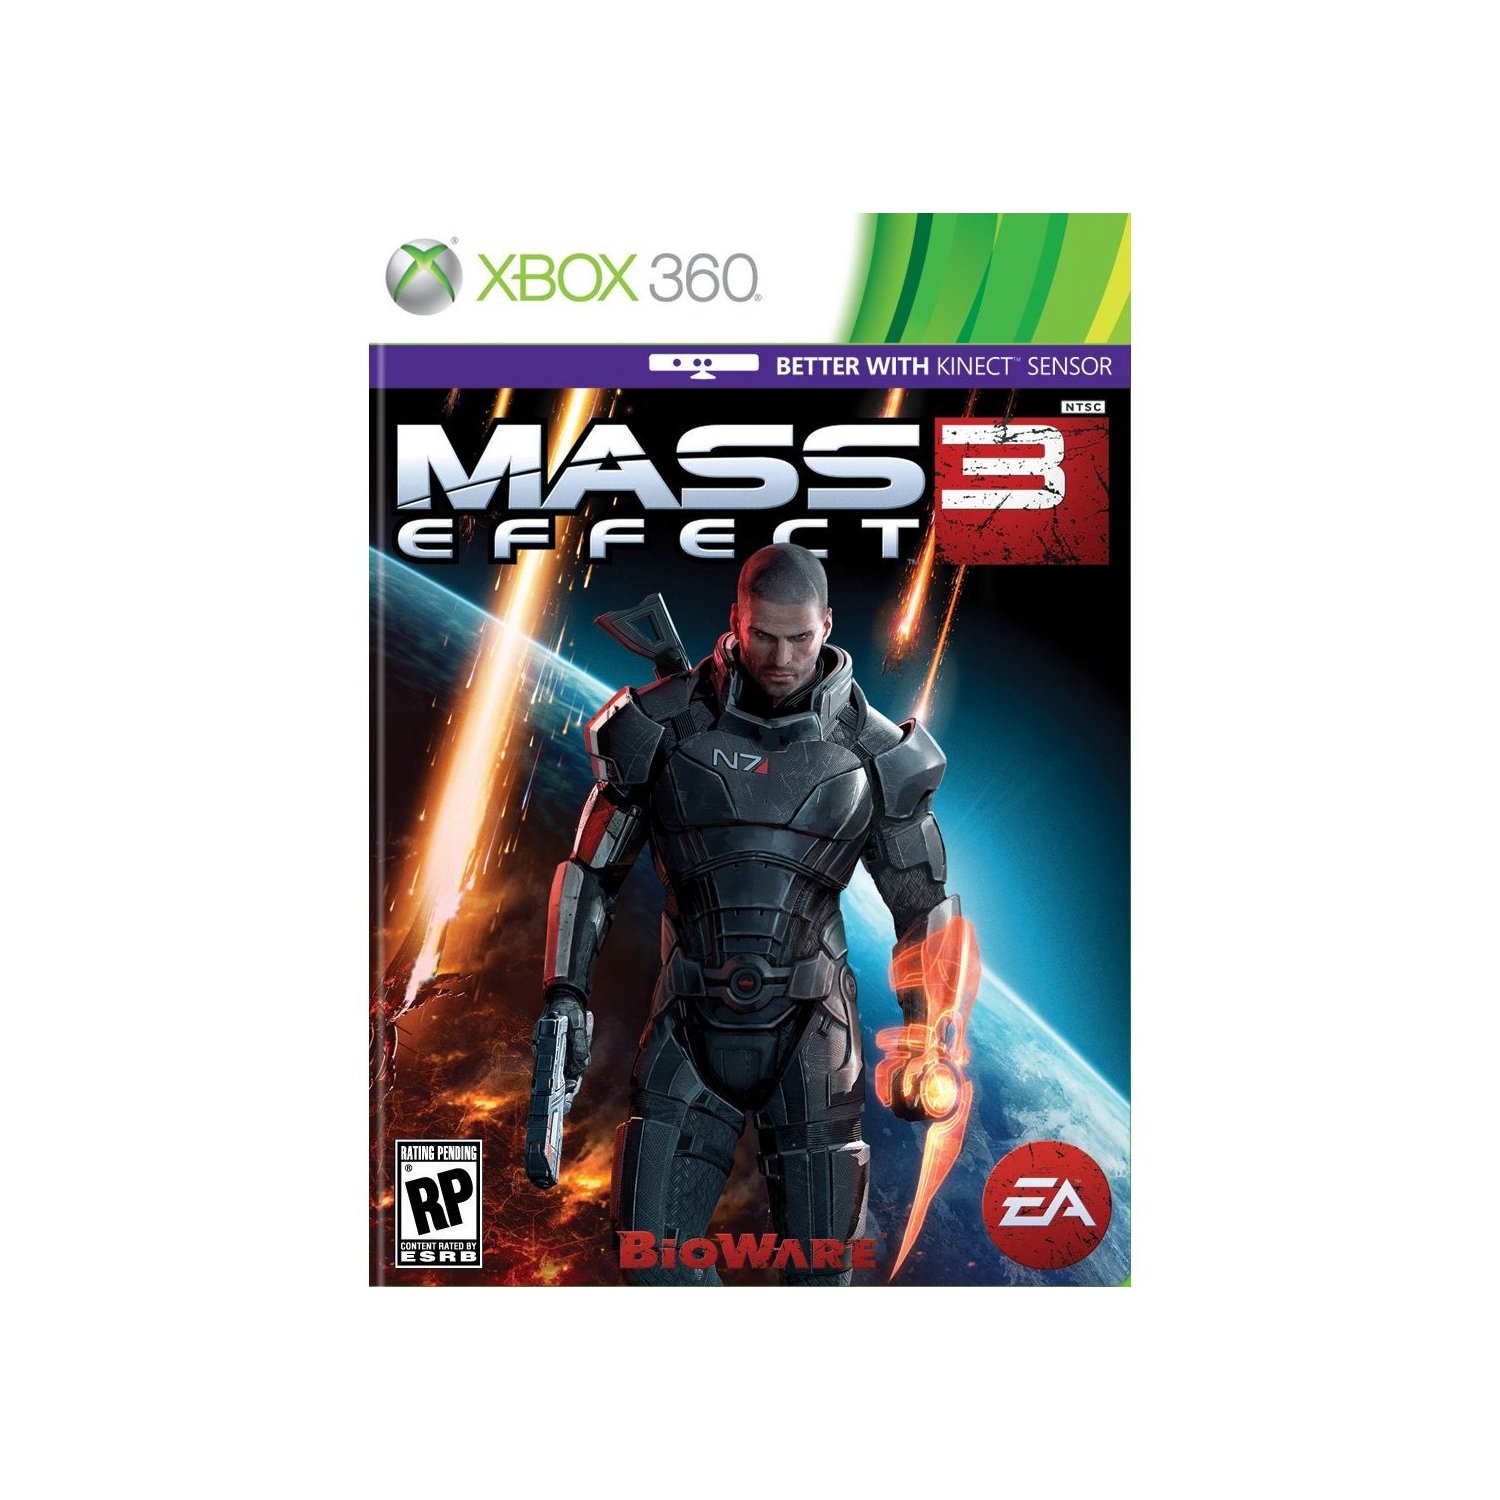 XBOX 360®
BETTER WITH KINECT™ SENSOR
NTSC
MASS 3
EFFECT™
N7
RATING PENDING
®
RP
CONTENT RATED BY
ESRB
BIOWARE
EA